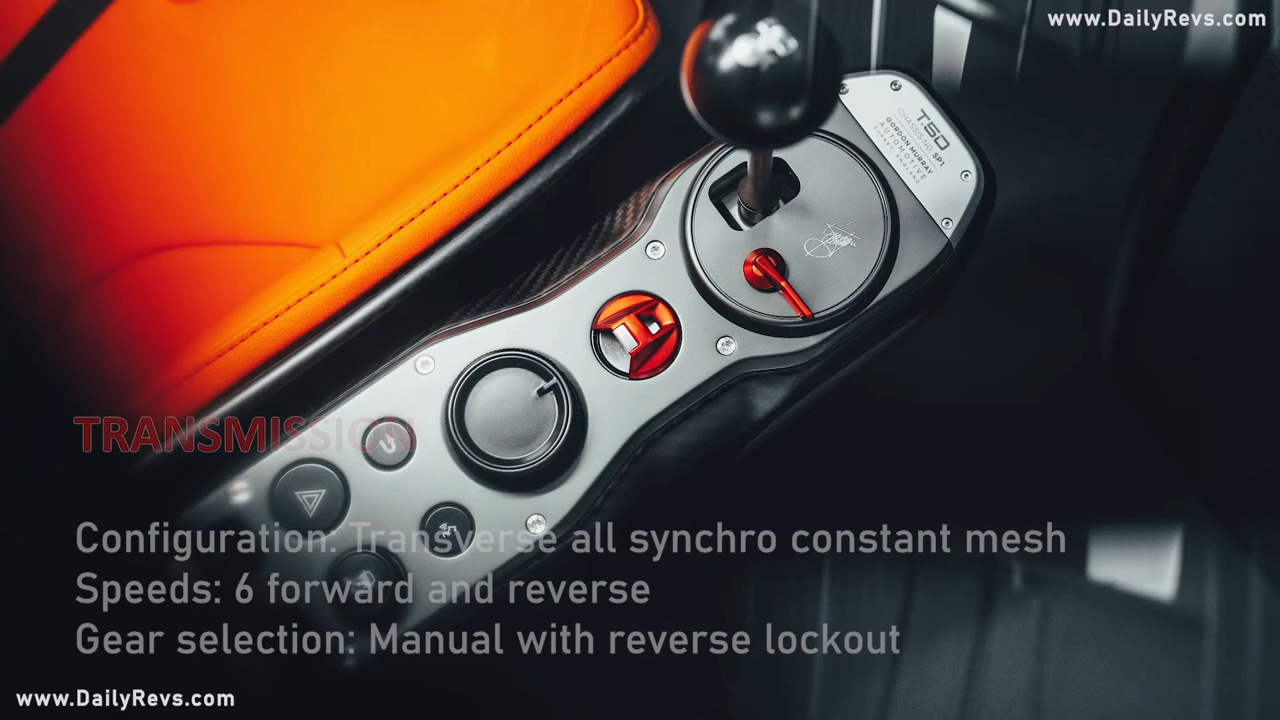 www.DailyRevs.com
T.50
CHASSIS NO. SP1
GORDON MURRAY
AUTOMOTIVE
TRANSMISSION
Configuration: Transverse all synchro constant mesh
Speeds: 6 forward and reverse
Gear selection: Manual with reverse lockout
www.DailyRevs.com